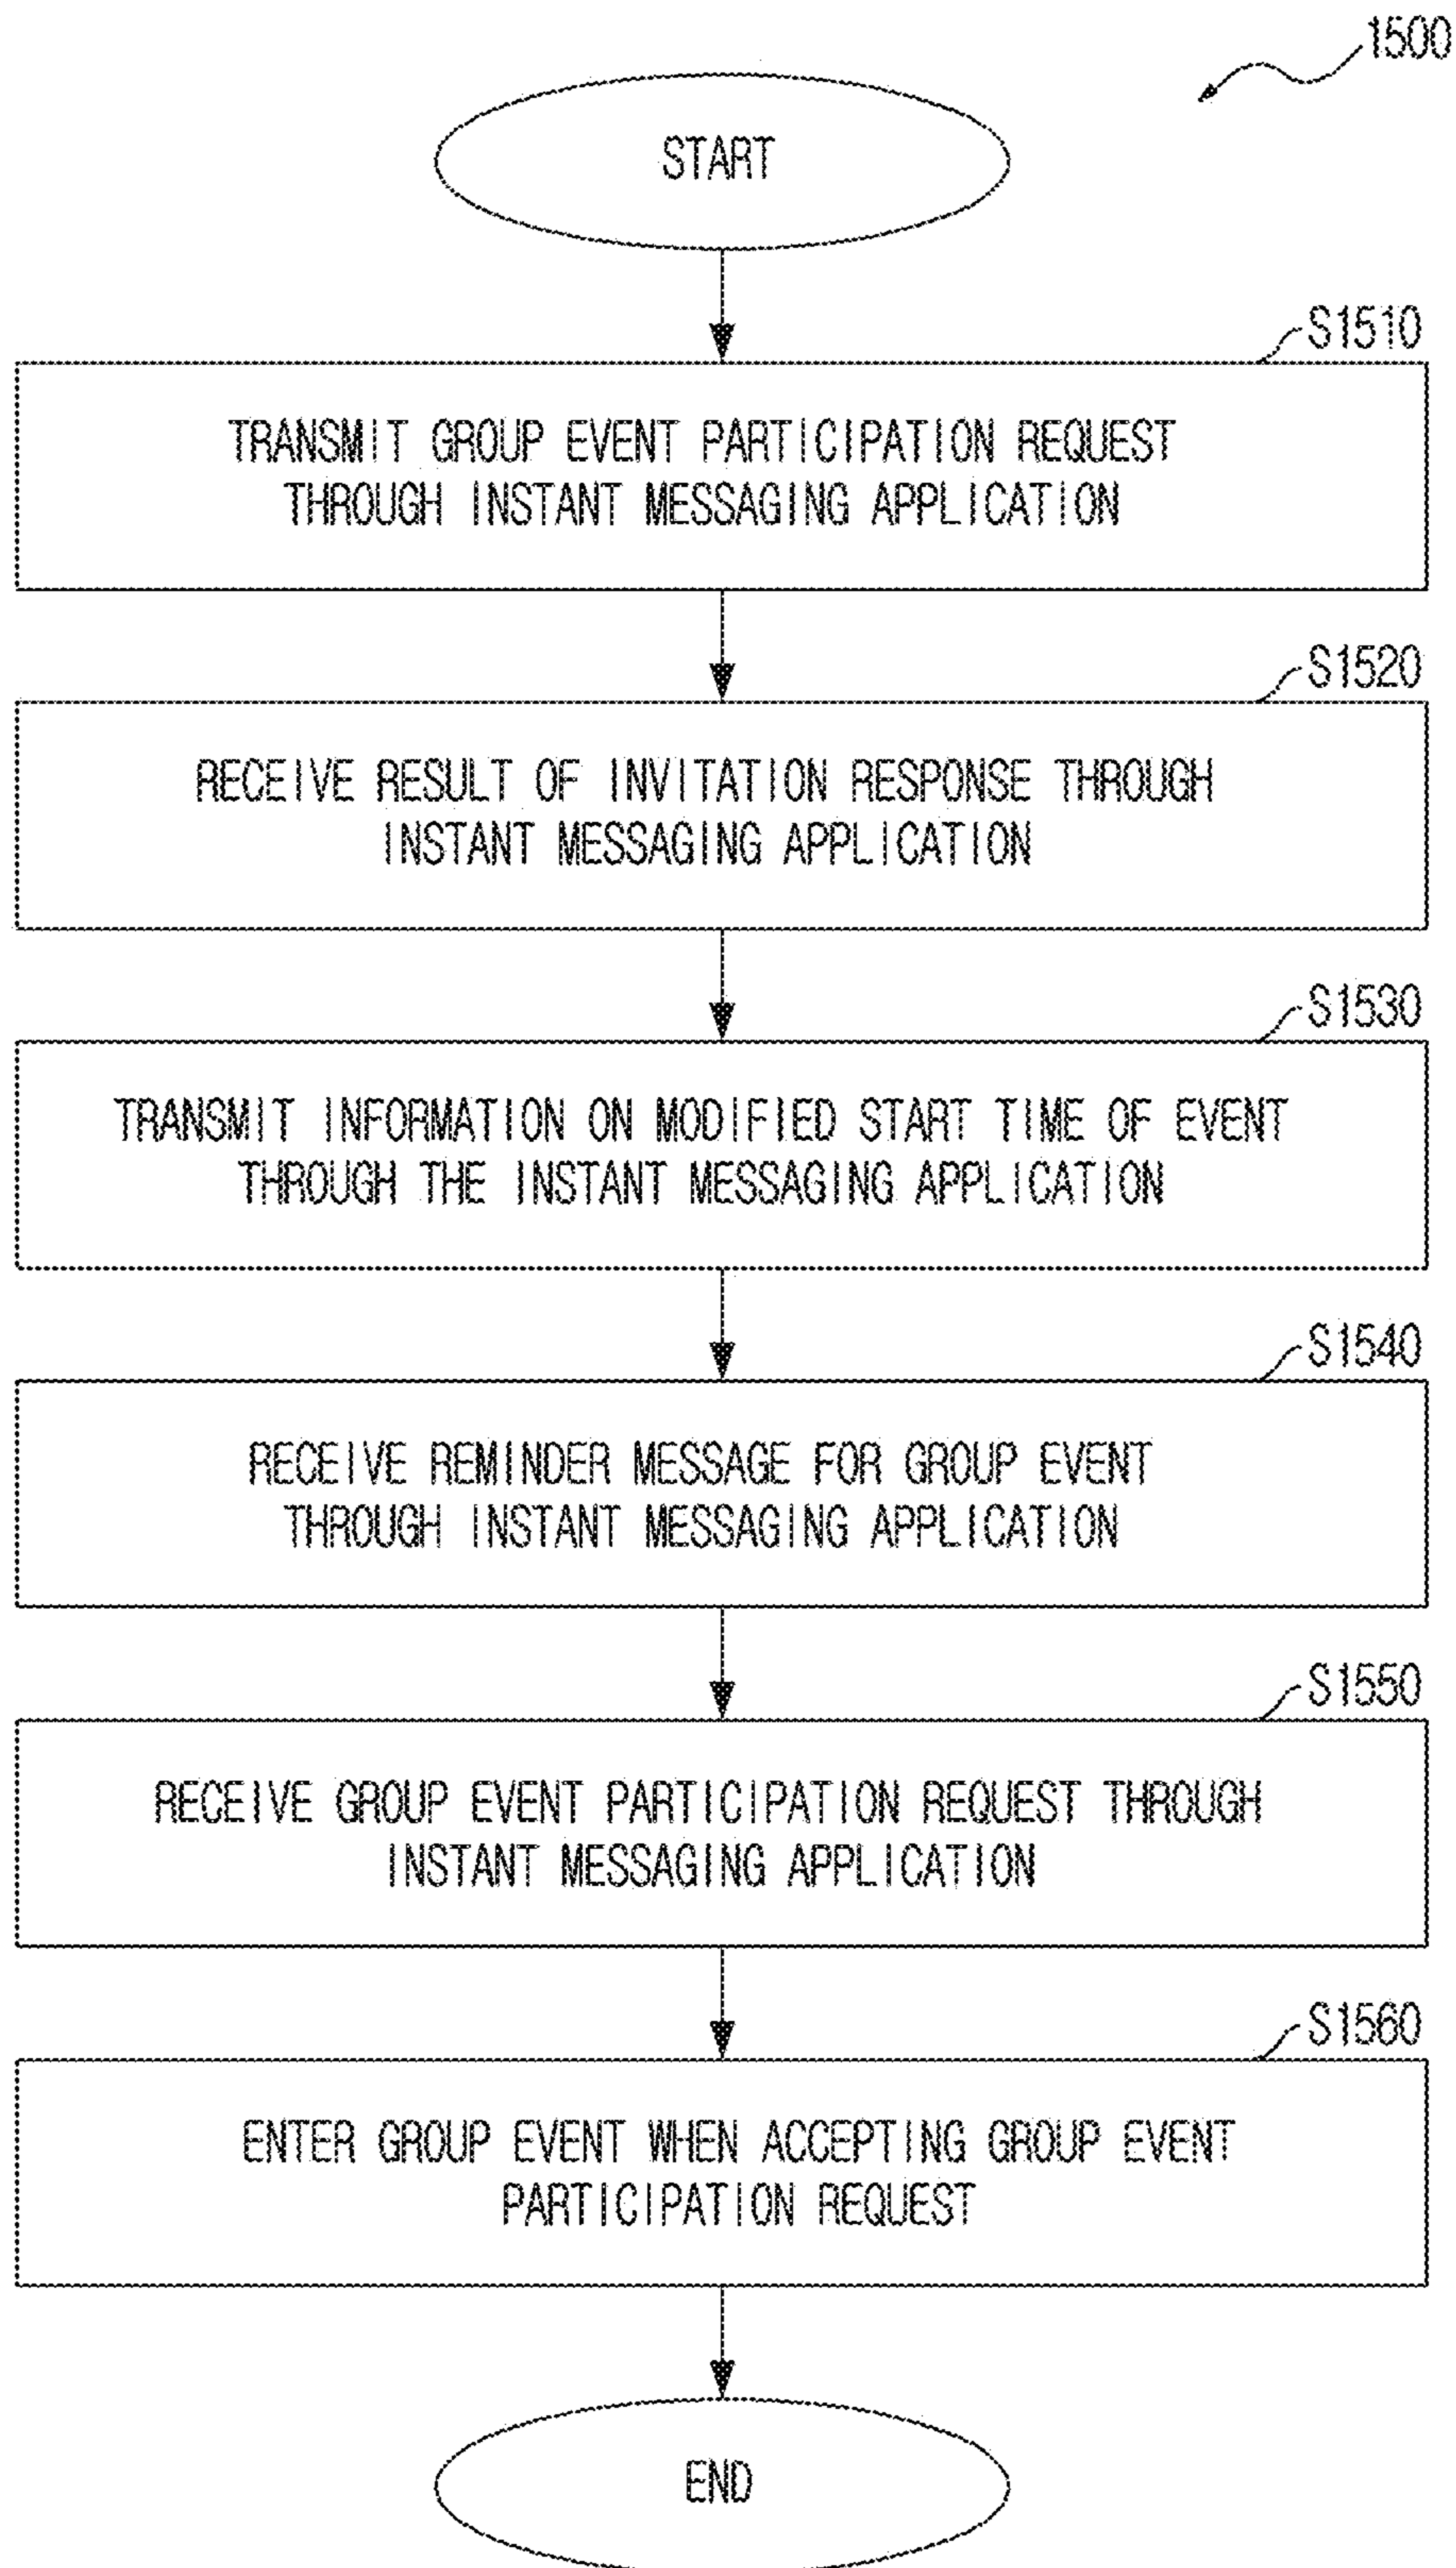 1500
START
S1510
TRANSMIT GROUP EVENT PARTICIPATION REQUEST
THROUGH INSTANT MESSAGING APPLICATION
S1520
RECEIVE RESULT OF INVITATION RESPONSE THROUGH
INSTANT MESSAGING APPLICATION
S1530
TRANSMIT INFORMATION ON MODIFIED START TIME OF EVENT
THROUGH THE INSTANT MESSAGING APPLICATION
S1540
RECEIVE REMINDER MESSAGE FOR GROUP EVENT
THROUGH INSTANT MESSAGING APPLICATION
S1550
RECEIVE GROUP EVENT PARTICIPATION REQUEST THROUGH
INSTANT MESSAGING APPLICATION
S1560
ENTER GROUP EVENT WHEN ACCEPTING GROUP EVENT
PARTICIPATION REQUEST
END